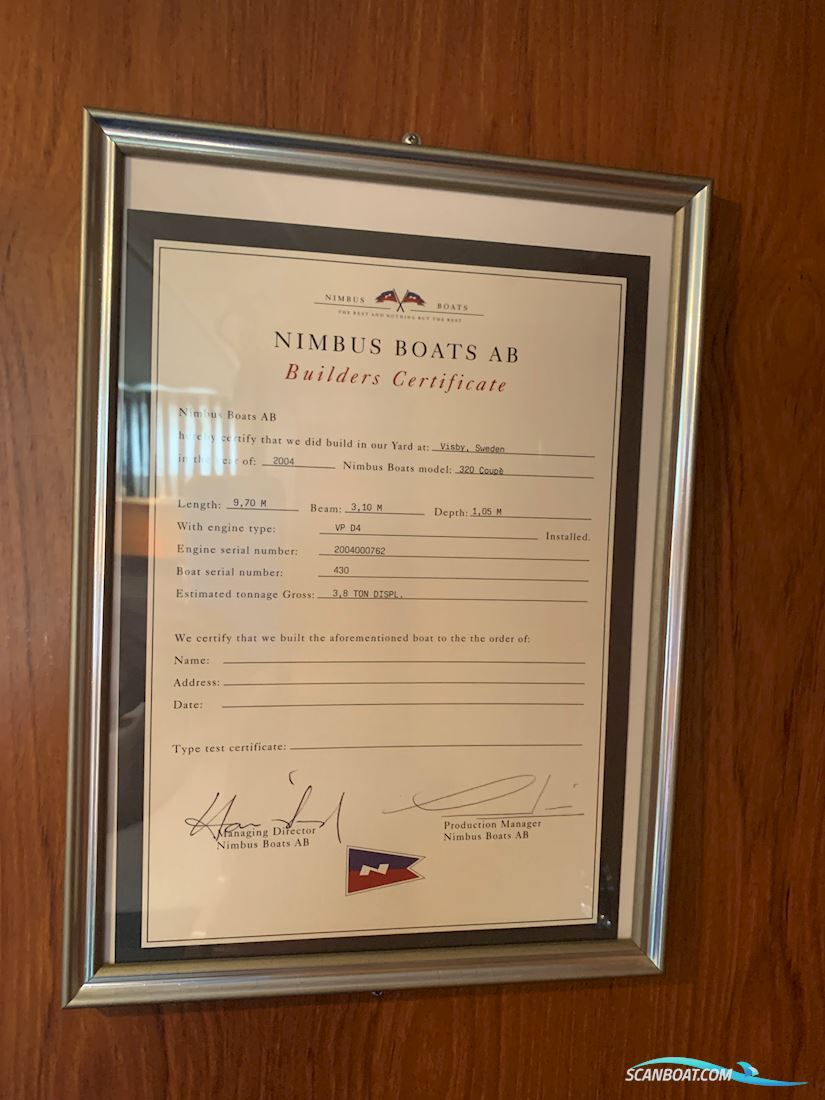 NIMBUS BOATS
THE BEST AND NOTHING BUT THE BEST
NIMBUS BOATS AB
Builders Certificate
Nimbus Boats AB
hereby certify that we did build in our Yard at: Visby, Sweden
in the year of: 2004 Nimbus Boats model: 320 Coupè
Length: 9,70 M Beam: 3,10 M Depth: 1,05 M
With engine type: VP D4 Installed.
Engine serial number: 2004000762
Boat serial number: 430
Estimated tonnage Gross: 3,8 TON DISPL.
We certify that we built the aforementioned boat to the the order of:
Name:
Address:
Date:
Type test certificate:
Managing Director
Nimbus Boats AB
Production Manager
Nimbus Boats AB
N
SCANBOAT.COM